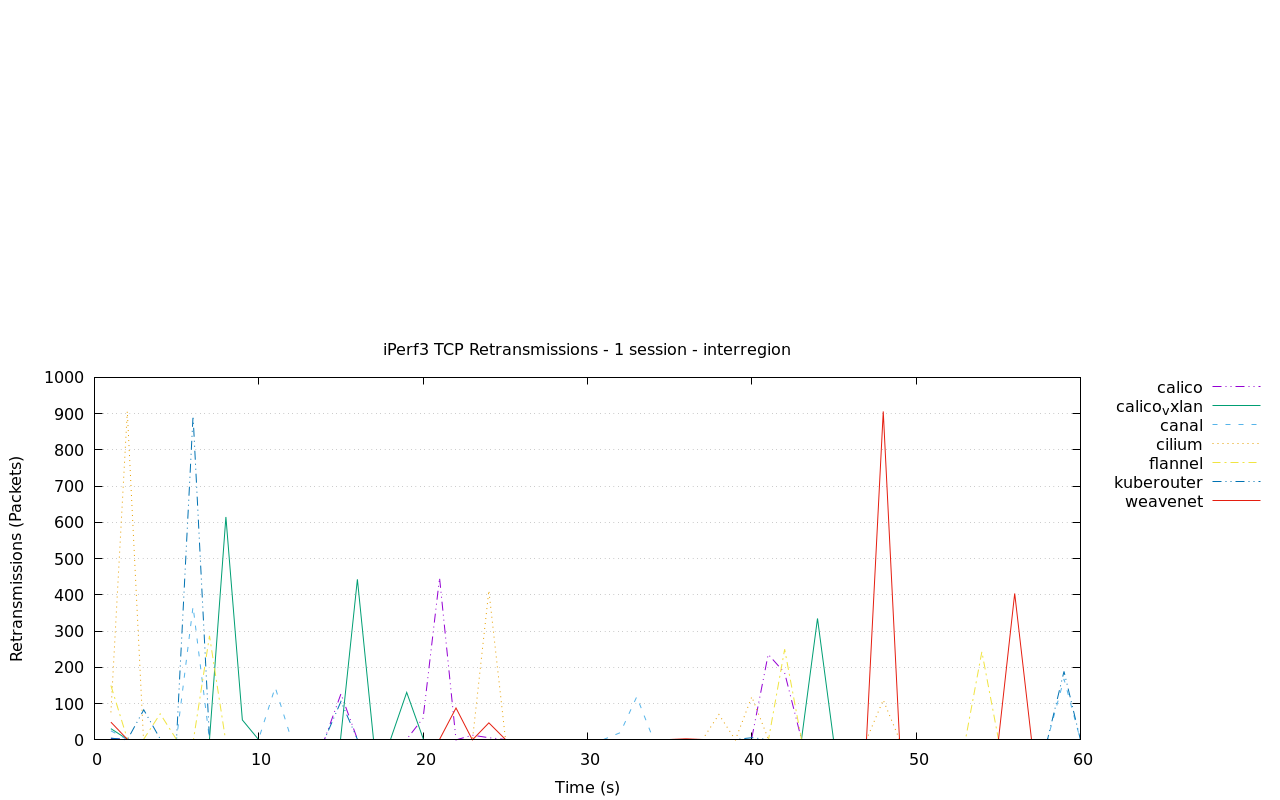 iPerf3 TCP Retransmissions - 1 session - interregion
Retransmissions (Packets)
1000
900
800
700
600
500
400
300
200
100
0
0 10 20 30 40 50 60
Time (s)
calico
calicovxlan
canal
cilium
flannel
kuberouter
weavenet